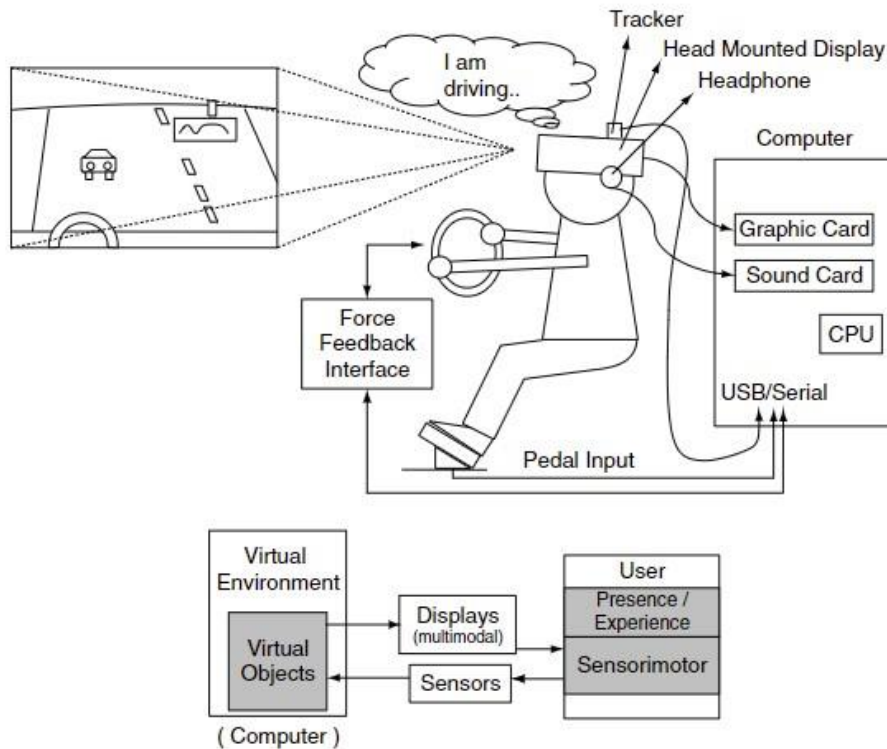 Tracker
I am
driving..
Head Mounted Display
Headphone
Computer
Graphic Card
Sound Card
CPU
Force
Feedback
Interface
USB/Serial
Pedal Input
Virtual
Environment
Virtual
Objects
( Computer )
Displays
(multimodal)
Sensors
User
Presence /
Experience
Sensorimotor